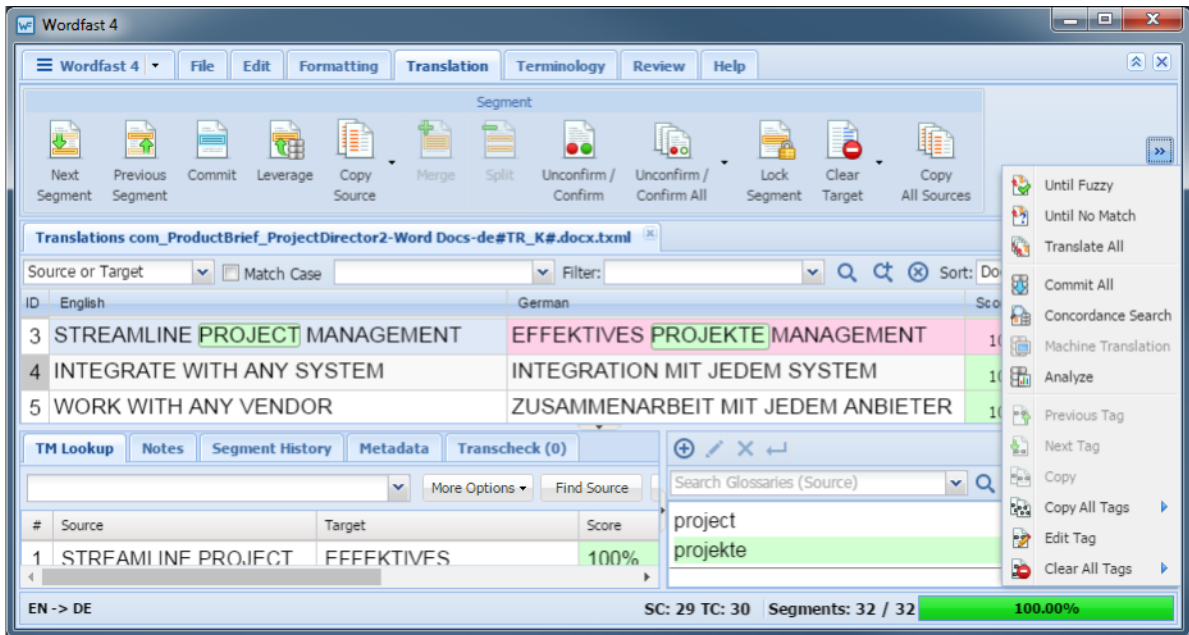 Wordfast 4
Wordfast 4 File Edit Formatting Translation Terminology Review Help
Segment
Next Segment
Previous Segment
Commit
Leverage
Copy Source
Merge
Split
Unconfirm / Confirm
Unconfirm / Confirm All
Lock Segment
Clear Target
Copy All Sources
Translations com_ProductBrief_ProjectDirector2-Word Docs-de#TR_K#.docx.txml
Source or Target Match Case Filter: Sort:
ID English German
3 STREAMLINE PROJECT MANAGEMENT EFFEKTIVES PROJEKTE MANAGEMENT
4 INTEGRATE WITH ANY SYSTEM INTEGRATION MIT JEDEM SYSTEM
5 WORK WITH ANY VENDOR ZUSAMMENARBEIT MIT JEDEM ANBIETER
TM Lookup Notes Segment History Metadata Transcheck (0)
More Options Find Source
# Source Target Score
1 STREAMLINE PROJECT EFFEKTIVES 100%
Search Glossaries (Source)
project
projekte
Until Fuzzy
Until No Match
Translate All
Commit All
Concordance Search
Machine Translation
Analyze
Previous Tag
Next Tag
Copy
Copy All Tags
Edit Tag
Clear All Tags
EN -> DE SC: 29 TC: 30 Segments: 32 / 32 100.00%